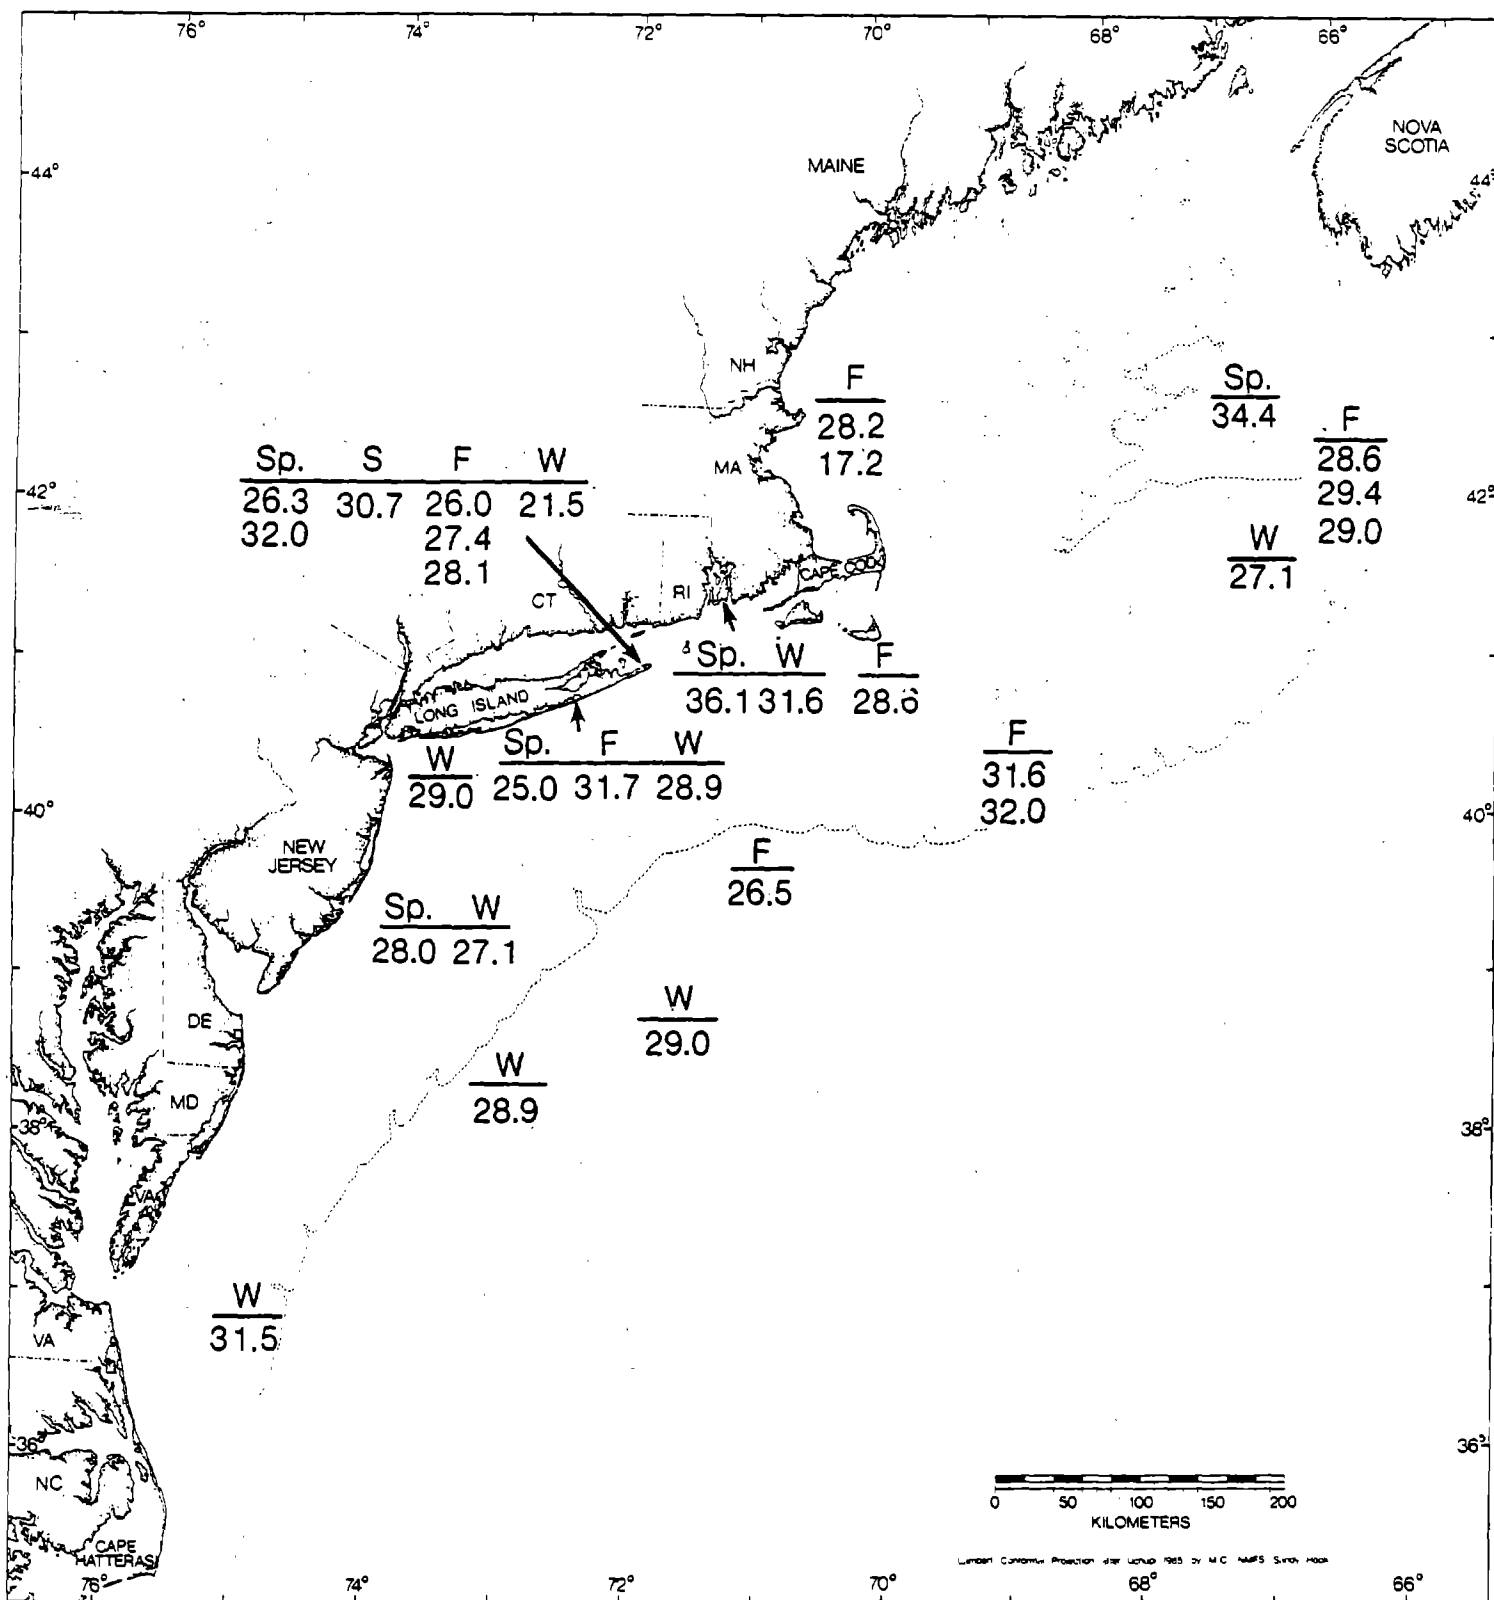 76° 74° 72° 70° 68° 66°
NOVA
SCOTIA
MAINE
44° 44°
NH
F
28.2
17.2
Sp.
34.4
F
28.6
29.4
29.0
MA
Sp. S F W
26.3 30.7 26.0 21.5
32.0 27.4
28.1
42° 42°
W
27.1
CAPE COD
CT
RI
Sp. W F
36.1 31.6 28.6
LONG ISLAND
W
29.0
Sp. F W
25.0 31.7 28.9
F
31.6
32.0
40° 40°
NEW
JERSEY
F
26.5
Sp. W
28.0 27.1
W
29.0
DE
W
28.9
MD
38° 38°
VA
W
31.5
VA
36° 36°
NC
0 50 100 150 200
KILOMETERS
CAPE
HATTERAS
76° 74° 72° 70° 68° 66°